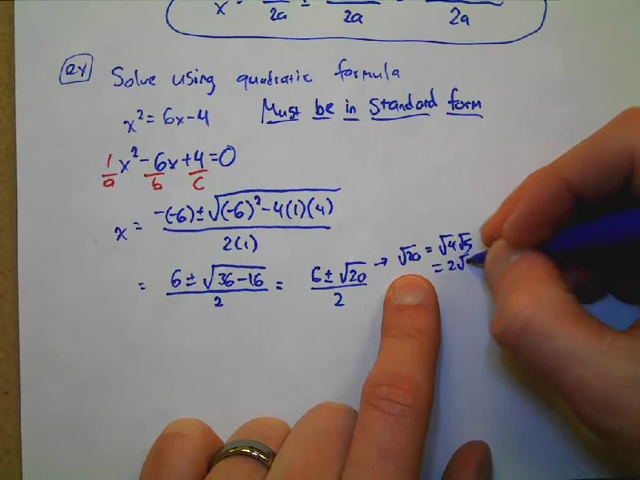 x 2a ± 2a 2a
Ex Solve using quadratic formula
x² = 6x-4 Must be in Standard form
1x² - 6x + 4 = 0
a b c
x = -(-6) ± √(-6)² - 4(1)(4) / 2(1)
= 6 ± √36-16 / 2 = 6 ± √20 / 2 → √20 = √4 √5
= 2√